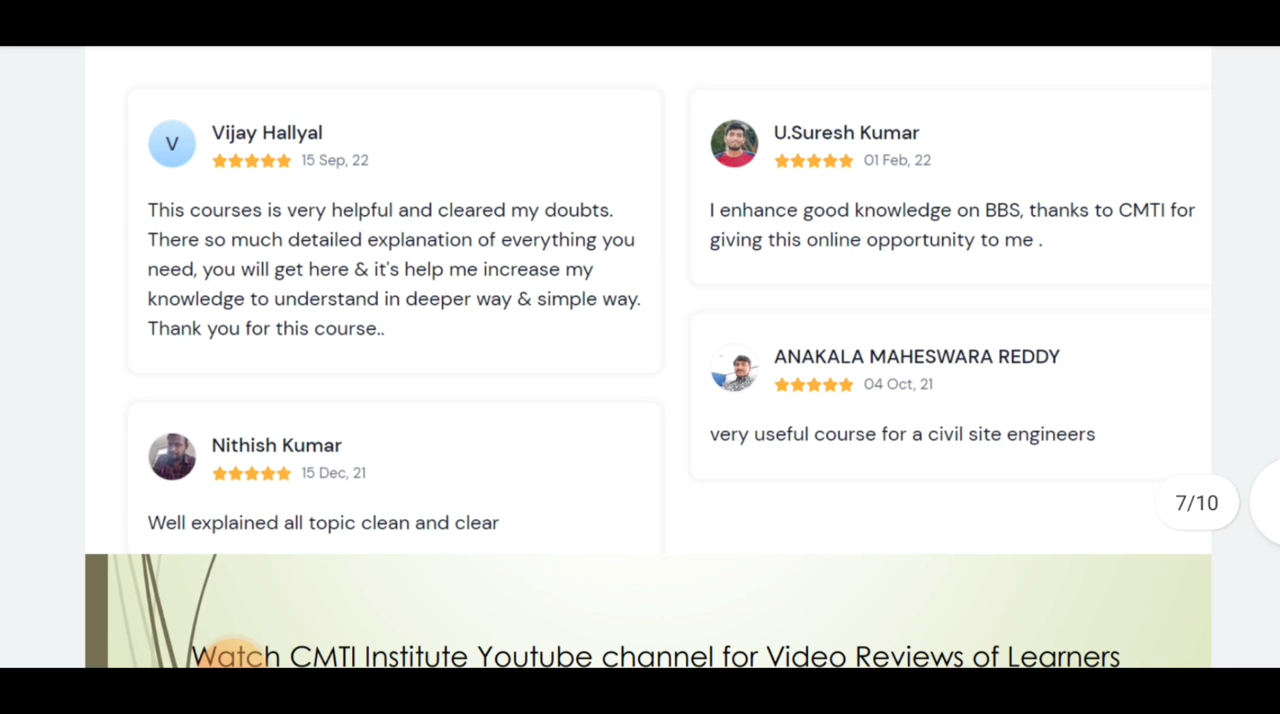 V
Vijay Hallyal
15 Sep, 22
This courses is very helpful and cleared my doubts.
There so much detailed explanation of everything you
need, you will get here & it's help me increase my
knowledge to understand in deeper way & simple way.
Thank you for this course..
Nithish Kumar
15 Dec, 21
Well explained all topic clean and clear
U.Suresh Kumar
01 Feb, 22
I enhance good knowledge on BBS, thanks to CMTI for
giving this online opportunity to me .
ANAKALA MAHESWARA REDDY
04 Oct, 21
very useful course for a civil site engineers
7/10
Watch CMTI Institute Youtube channel for Video Reviews of Learners